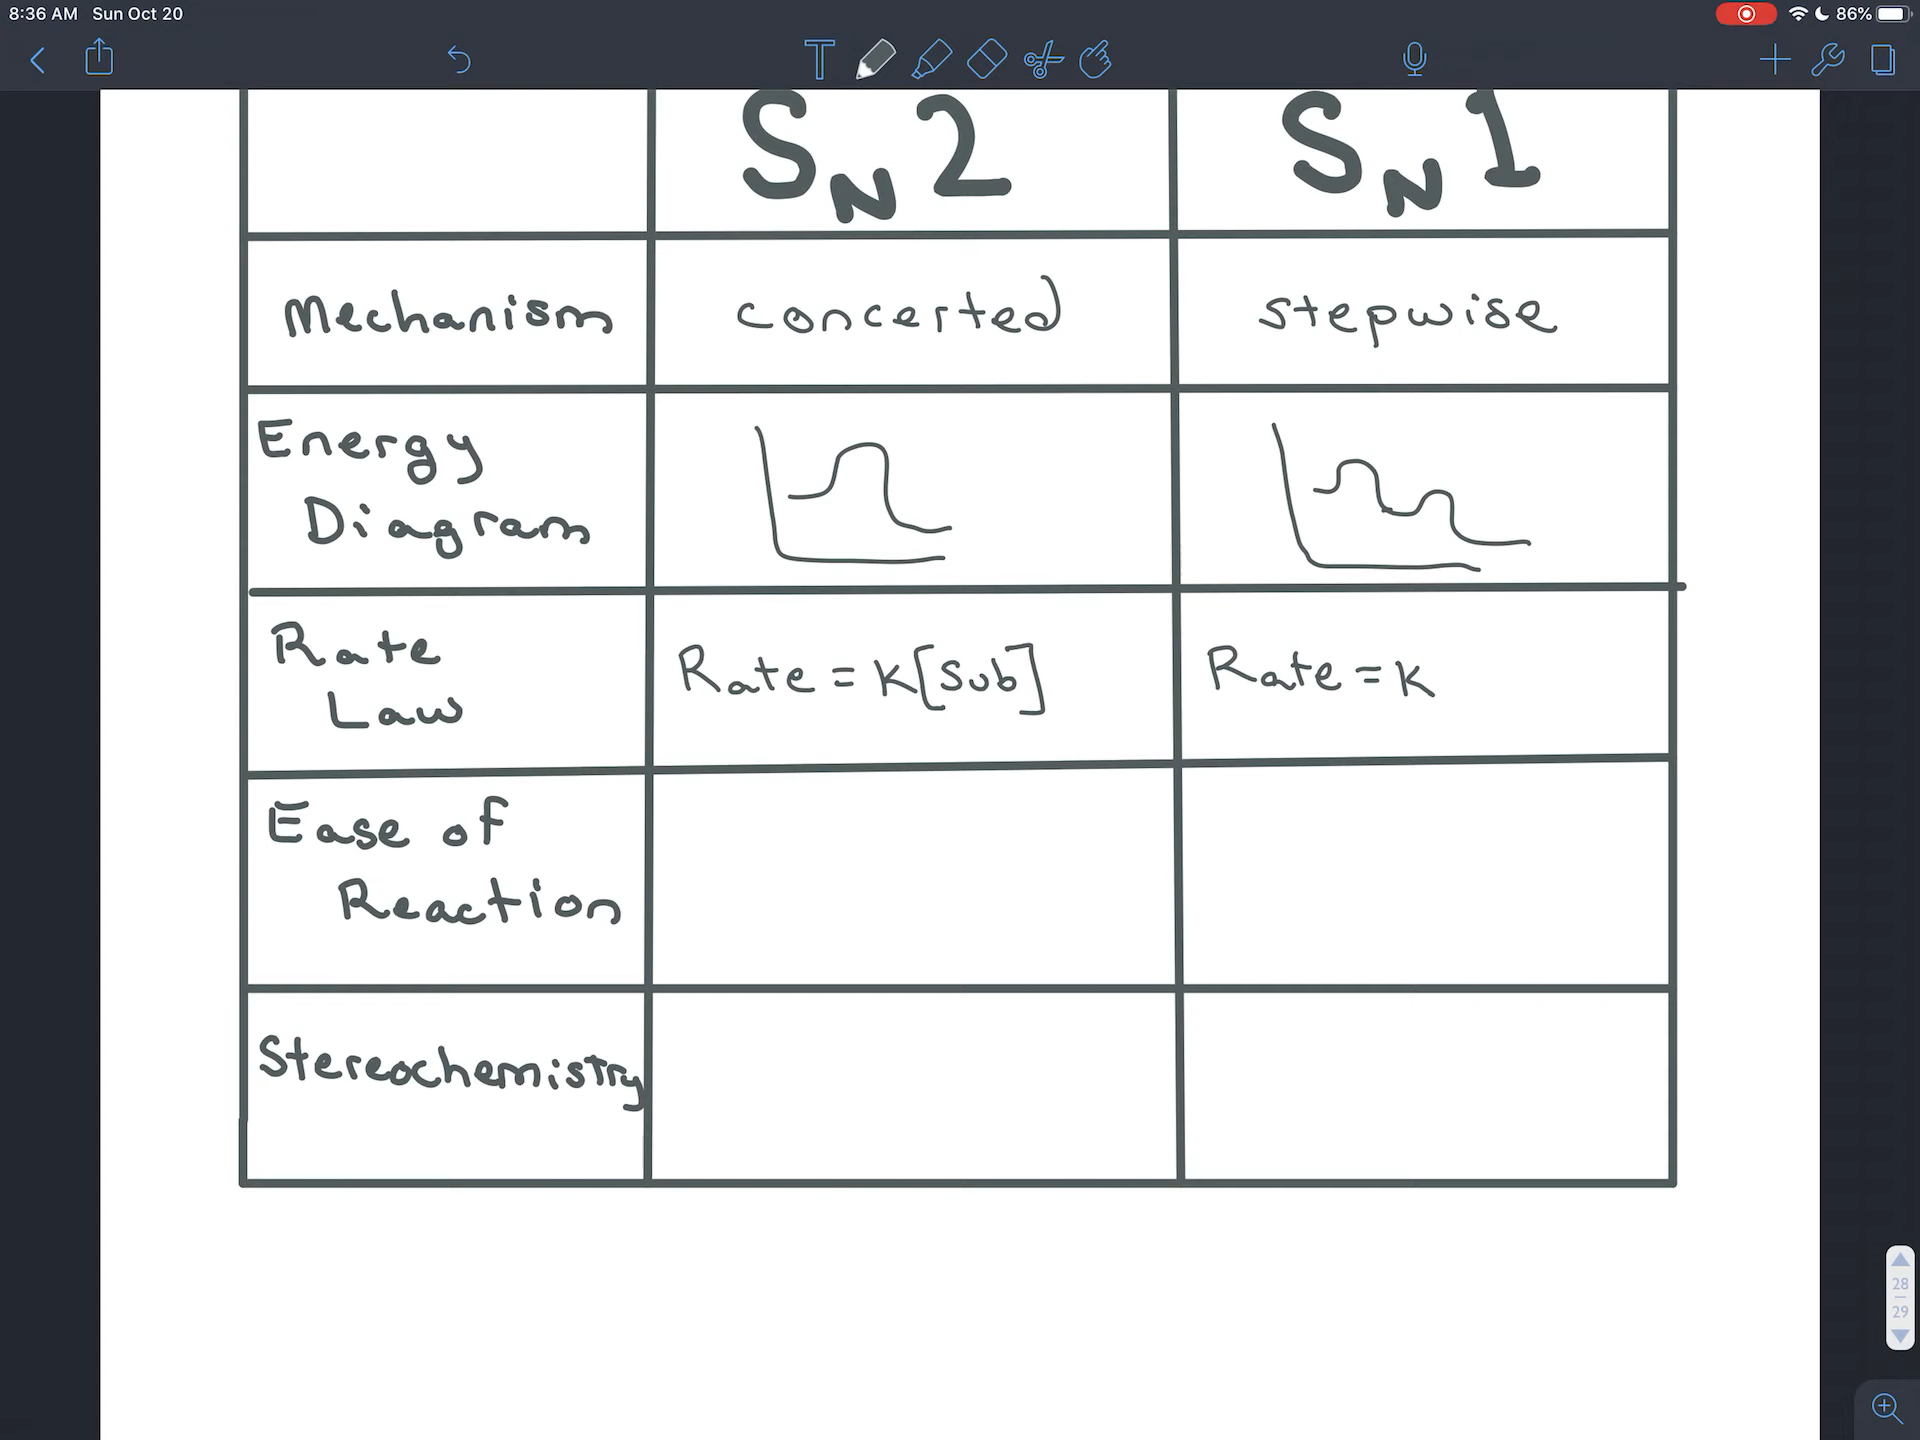 8:36 AM Sun Oct 20
86%
T
SN2 SN1
Mechanism concerted stepwise
Energy
Diagram
Rate
Law
Rate = K[Sub] Rate = K
Ease of
Reaction
Stereochemistry
28
29